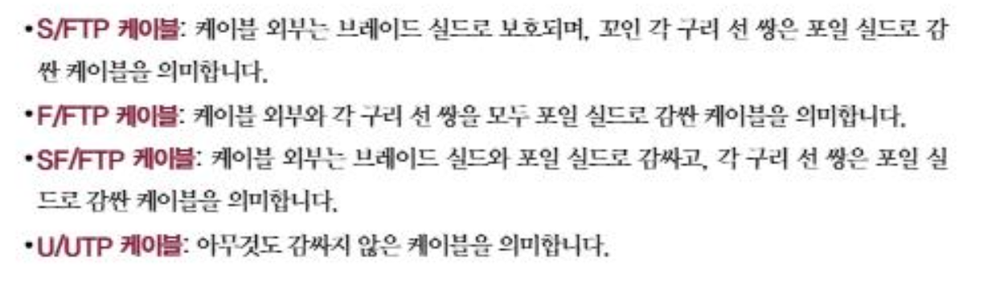 •S/FTP 케이블: 케이블 외부는 브레이드 실드로 보호되며, 꼬인 각 구리 선 쌍은 포일 실드로 감
싼 케이블을 의미합니다.
•F/FTP 케이블: 케이블 외부와 각 구리 선 쌍을 모두 포일 실드로 감싼 케이블을 의미합니다.
•SF/FTP 케이블: 케이블 외부는 브레이드 실드와 포일 실드로 감싸고, 각 구리 선 쌍은 포일 실
드로 감싼 케이블을 의미합니다.
•U/UTP 케이블: 아무것도 감싸지 않은 케이블을 의미합니다.